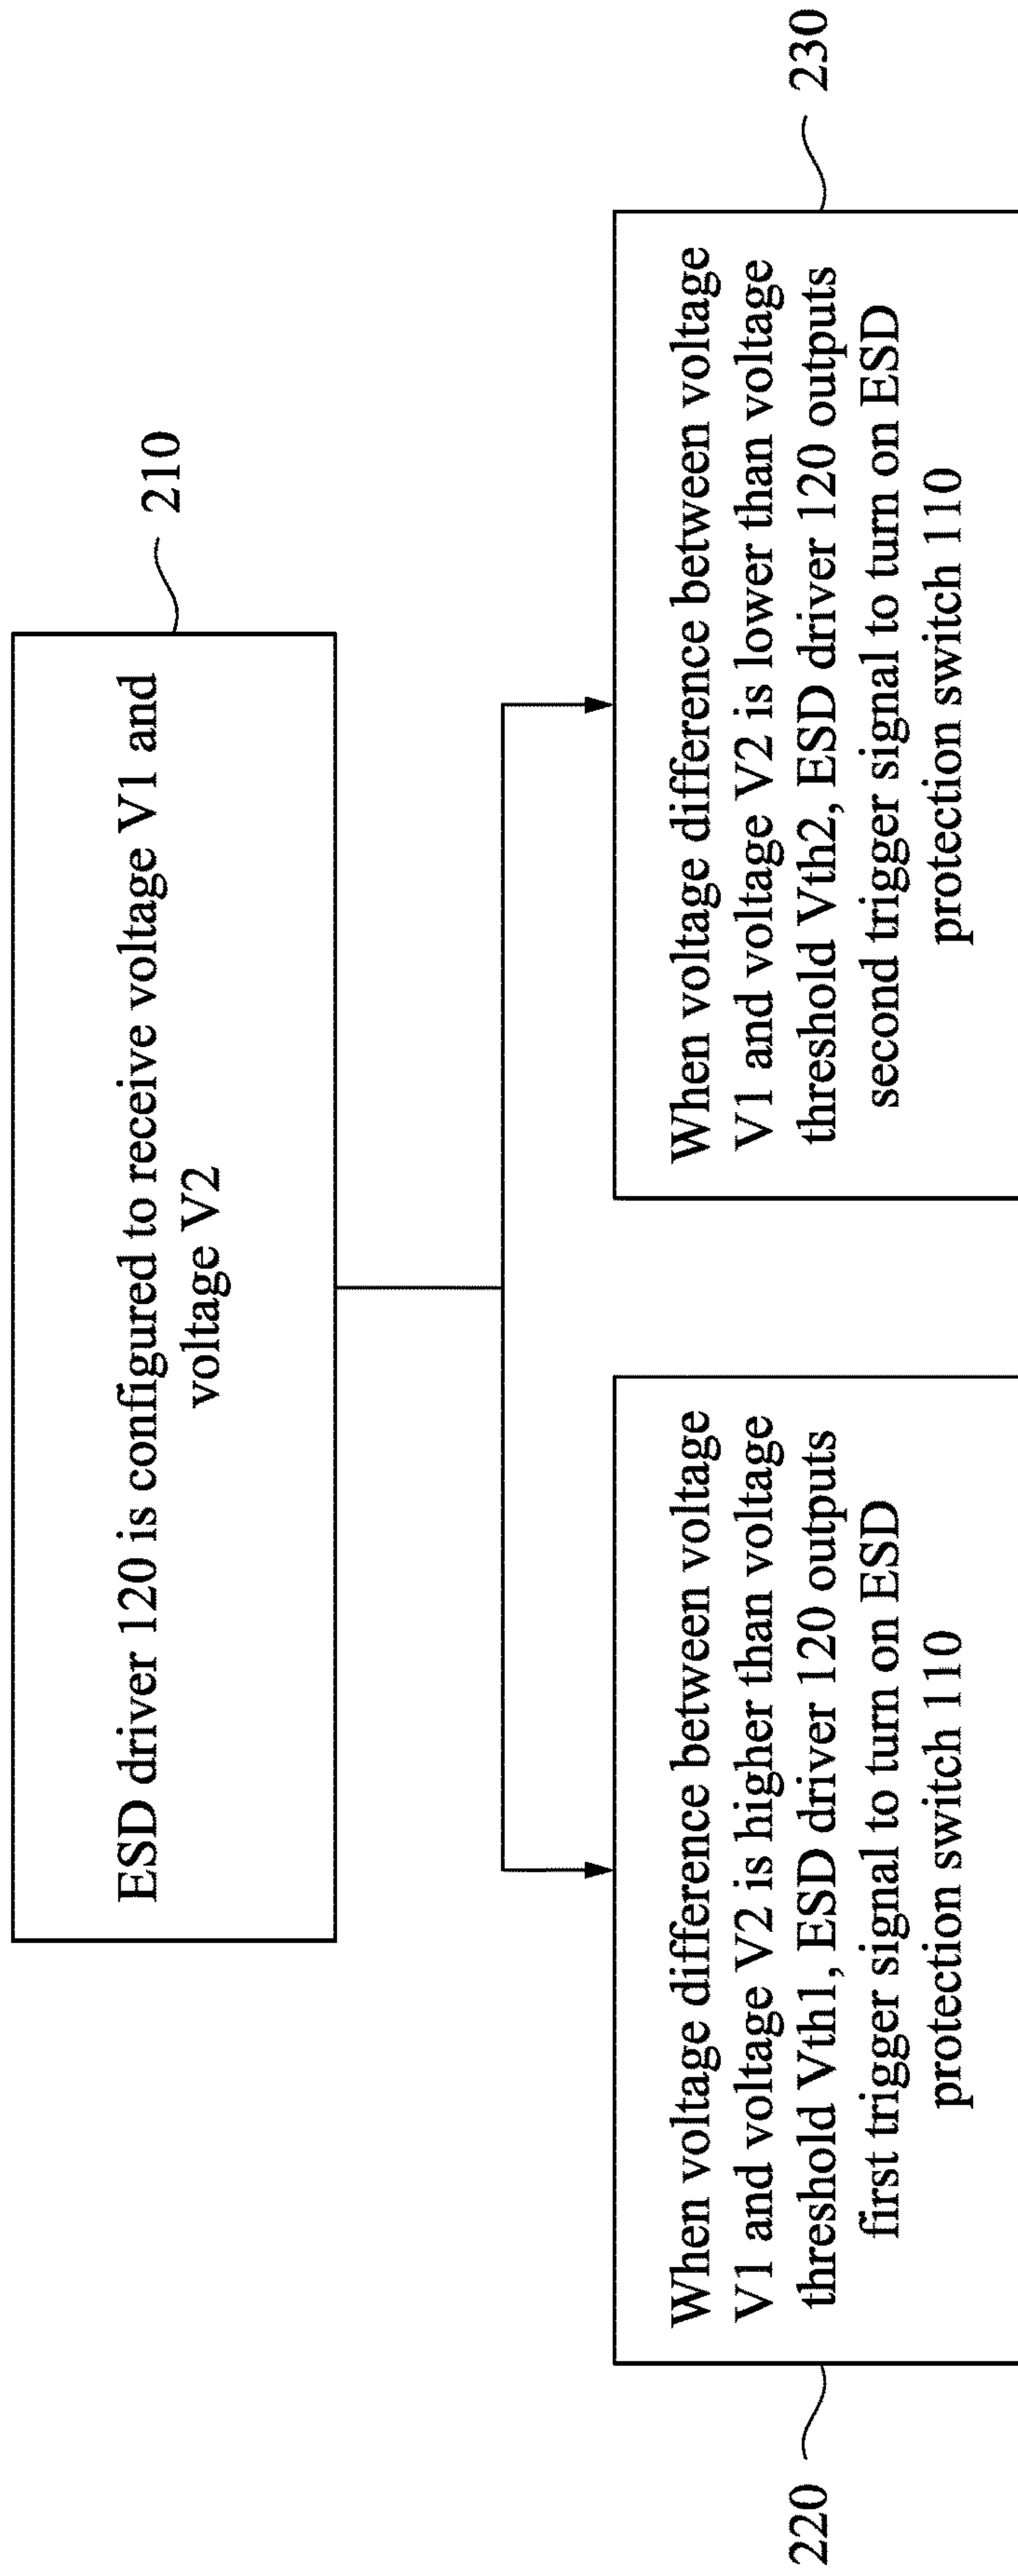 ESD driver 120 is configured to receive voltage V1 and
voltage V2
210
When voltage difference between voltage
V1 and voltage V2 is higher than voltage
threshold Vth1, ESD driver 120 outputs
first trigger signal to turn on ESD
protection switch 110
220
When voltage difference between voltage
V1 and voltage V2 is lower than voltage
threshold Vth2, ESD driver 120 outputs
second trigger signal to turn on ESD
protection switch 110
230